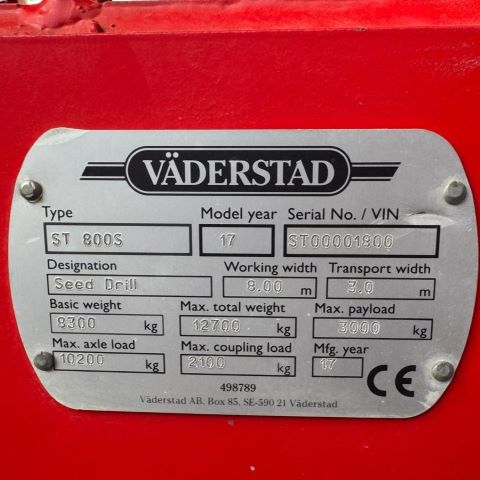 VÄDERSTAD
Type Model year Serial No. / VIN
ST 800S 17 ST00001800
Designation Working width Transport width
Seed Drill 8.00 m 3.0 m
Basic weight Max. total weight Max. payload
8300 kg 12700 kg 3000 kg
Max. axle load Max. coupling load Mfg. year
10200 kg 2100 kg 17
CE
498789
Väderstad AB, Box 85, SE-590 21 Väderstad